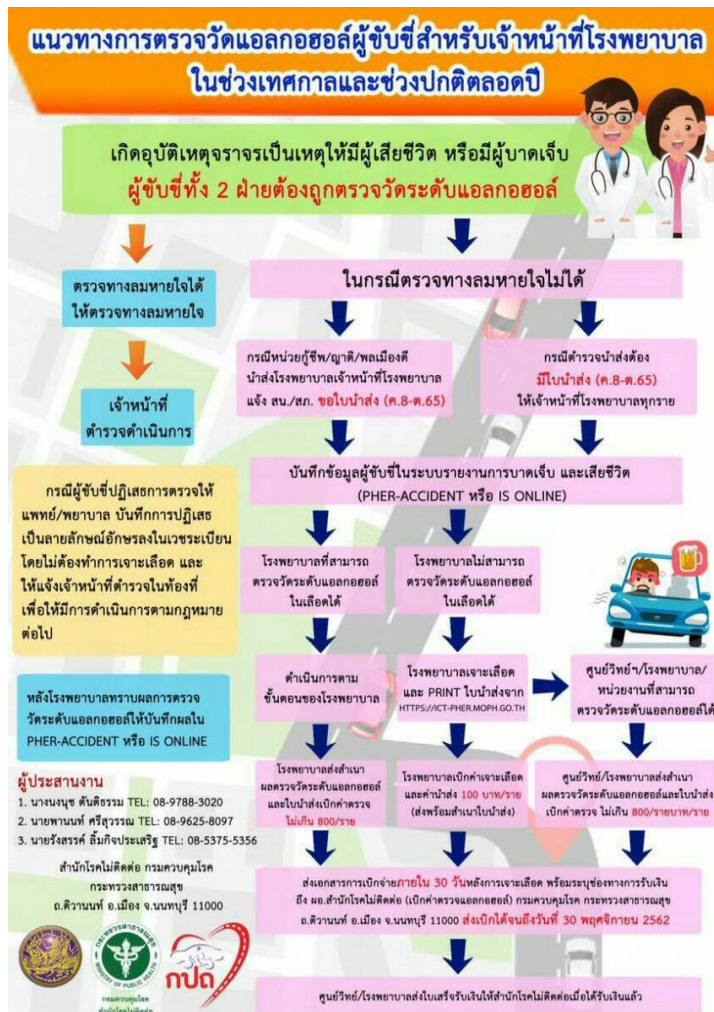 แนวทางการตรวจวัดแอลกอฮอล์ผู้ขับขี่สำหรับเจ้าหน้าที่โรงพยาบาล
ในช่วงเทศกาลและช่วงปกติตลอดปี
เกิดอุบัติเหตุจราจรเป็นเหตุให้มีผู้เสียชีวิต หรือมีผู้บาดเจ็บ
ผู้ขับขี่ทั้ง 2 ฝ่ายต้องถูกตรวจวัดระดับแอลกอฮอล์
ตรวจทางลมหายใจได้
ให้ตรวจทางลมหายใจ
เจ้าหน้าที่
ตำรวจดำเนินการ
ในกรณีตรวจทางลมหายใจไม่ได้
กรณีหน่วยกู้ชีพ/ญาติ/พลเมืองดี
นำส่งโรงพยาบาลเจ้าหน้าที่โรงพยาบาล
แจ้ง สน./สภ. ขอใบนำส่ง (ค.8-ต.65)
กรณีตำรวจนำส่งต้อง
มีใบนำส่ง (ค.8-ต.65)
ให้เจ้าหน้าที่โรงพยาบาลทุกราย
บันทึกข้อมูลผู้ขับขี่ในระบบรายงานการบาดเจ็บ และเสียชีวิต
(PHER-ACCIDENT หรือ IS ONLINE)
กรณีผู้ขับขี่ปฏิเสธการตรวจให้
แพทย์/พยาบาล บันทึกการปฏิเสธ
เป็นลายลักษณ์อักษรลงในเวชระเบียน
โดยไม่ต้องทำการเจาะเลือด และ
ให้แจ้งเจ้าหน้าที่ตำรวจในท้องที่
เพื่อให้มีการดำเนินการตามกฎหมาย
ต่อไป
โรงพยาบาลที่สามารถ
ตรวจวัดระดับแอลกอฮอล์
ในเลือดได้
โรงพยาบาลไม่สามารถ
ตรวจวัดระดับแอลกอฮอล์
ในเลือดได้
ดำเนินการตาม
ขั้นตอนของโรงพยาบาล
โรงพยาบาลเจาะเลือด
และ PRINT ใบนำส่งจาก
HTTPS://ICT-PHER.MOPH.GO.TH
ศูนย์วิทย์ฯ/โรงพยาบาล/
หน่วยงานที่สามารถ
ตรวจวัดระดับแอลกอฮอล์ได้
หลังโรงพยาบาลทราบผลการตรวจ
วัดระดับแอลกอฮอล์ให้บันทึกผลใน
PHER-ACCIDENT หรือ IS ONLINE
โรงพยาบาลส่งสำเนา
ผลตรวจวัดระดับแอลกอฮอล์
และใบนำส่งเบิกค่าตรวจ
ไม่เกิน 800/ราย
โรงพยาบาลเบิกค่าเจาะเลือด
และค่านำส่ง 100 บาท/ราย
(ส่งพร้อมสำเนาใบนำส่ง)
ศูนย์วิทย์/โรงพยาบาลส่งสำเนา
ผลตรวจวัดระดับแอลกอฮอล์และใบนำส่ง
เบิกค่าตรวจ ไม่เกิน 800/รายบาท/ราย
ผู้ประสานงาน
1. นางนงนุช ตันติธรรม TEL: 08-9788-3020
2. นายพานนท์ ศรีสุวรรณ TEL: 08-9625-8097
3. นายรังสรรค์ ลิ้มกิจประเสริฐ TEL: 08-5375-5356
สำนักโรคไม่ติดต่อ กรมควบคุมโรค
กระทรวงสาธารณสุข
ถ.ติวานนท์ อ.เมือง จ.นนทบุรี 11000
ส่งเอกสารการเบิกจ่ายภายใน 30 วันหลังการเจาะเลือด พร้อมระบุช่องทางการรับเงิน
ถึง ผอ.สำนักโรคไม่ติดต่อ (เบิกค่าตรวจแอลกอฮอล์) กรมควบคุมโรค กระทรวงสาธารณสุข
ถ.ติวานนท์ อ.เมือง จ.นนทบุรี 11000 ส่งเบิกได้จนถึงวันที่ 30 พฤศจิกายน 2562
ศูนย์วิทย์/โรงพยาบาลส่งใบเสร็จรับเงินให้สำนักโรคไม่ติดต่อเมื่อได้รับเงินแล้ว
กระทรวงสาธารณสุข
MINISTRY OF PUBLIC HEALTH
กรมควบคุมโรค
สำนักโรคไม่ติดต่อ
กปถ